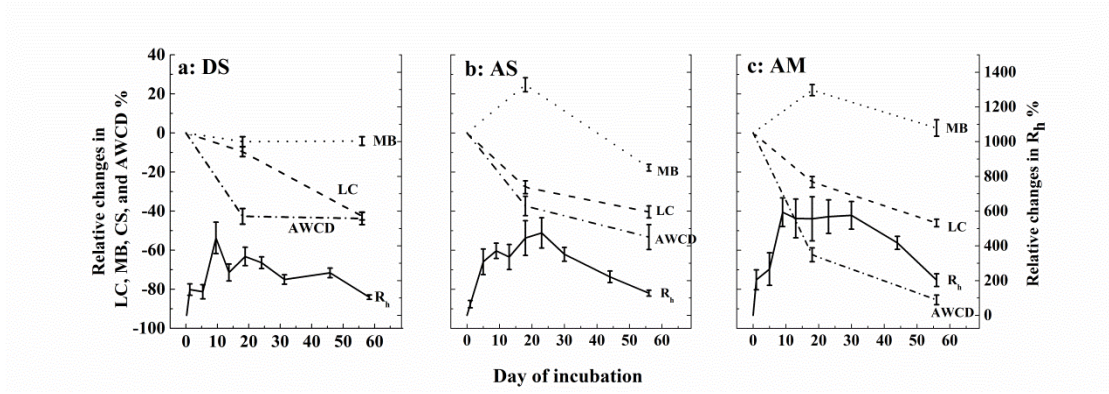 Relative changes in
LC, MB, CS, and AWCD %
40
20
0
-20
-40
-60
-80
-100
a: DS
MB
LC
AWCD
Rh
0 10 20 30 40 50 60
b: AS
MB
LC
AWCD
Rh
0 10 20 30 40 50 60
c: AM
MB
LC
Rh
AWCD
0 10 20 30 40 50 60
1400
1200
1000
800
600
400
200
0
Relative changes in Rh %
Day of incubation